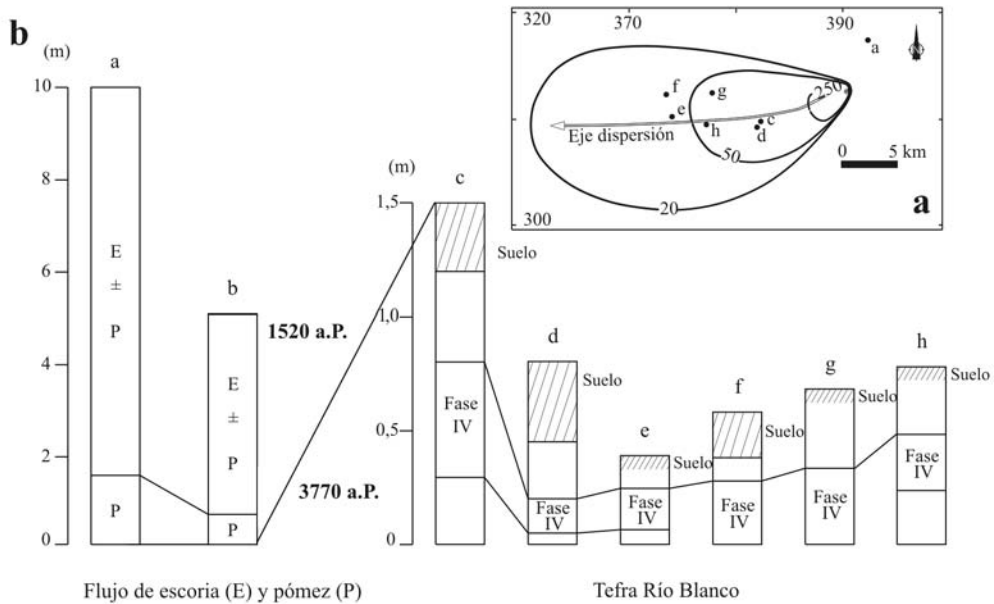 b
(m)
10
8
6
4
2
0
a
E
±
P
P
b
E
±
P
P
1520 a.P.
3770 a.P.
Flujo de escoria (E) y pómez (P)
320
370
390
300
a
f
g
e
h
c
d
250
50
20
Eje dispersión
N
0 5 km
a
(m)
1,5
1,0
0,5
0
c
Suelo
Fase
IV
d
Suelo
Fase
IV
e
Suelo
Fase
IV
f
Suelo
Fase
IV
g
Suelo
Fase
IV
h
Suelo
Fase
IV
Tefra Río Blanco